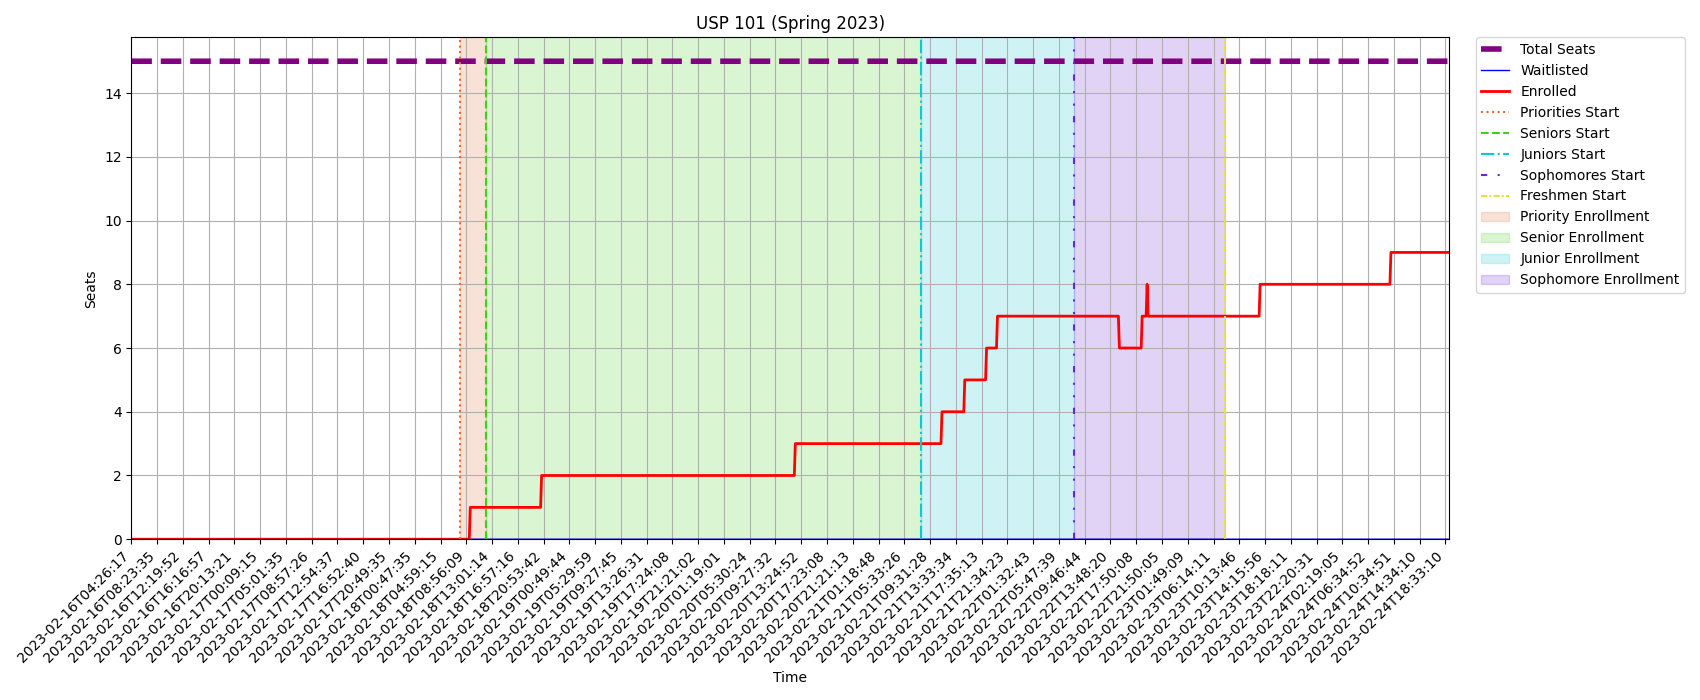 USP 101 (Spring 2023)
Total Seats
Waitlisted
Enrolled
Priorities Start
Seniors Start
Juniors Start
Sophomores Start
Freshmen Start
Priority Enrollment
Senior Enrollment
Junior Enrollment
Sophomore Enrollment
Seats
14
12
10
8
6
4
2
0
2023-02-16T04:26:17
2023-02-16T08:23:35
2023-02-16T12:19:52
2023-02-16T16:16:57
2023-02-16T20:13:21
2023-02-17T00:09:15
2023-02-17T05:01:35
2023-02-17T08:57:26
2023-02-17T12:54:37
2023-02-17T16:52:40
2023-02-17T20:49:35
2023-02-18T00:47:35
2023-02-18T04:59:15
2023-02-18T08:56:09
2023-02-18T13:01:14
2023-02-18T16:57:16
2023-02-18T20:53:42
2023-02-19T00:49:44
2023-02-19T05:29:59
2023-02-19T09:27:45
2023-02-19T13:26:31
2023-02-19T17:24:08
2023-02-19T21:21:02
2023-02-20T01:19:01
2023-02-20T05:30:24
2023-02-20T09:27:32
2023-02-20T13:24:52
2023-02-20T17:23:08
2023-02-20T21:21:13
2023-02-21T01:18:48
2023-02-21T05:33:26
2023-02-21T09:31:28
2023-02-21T13:33:34
2023-02-21T17:35:13
2023-02-21T21:34:23
2023-02-22T01:32:43
2023-02-22T05:47:39
2023-02-22T09:46:44
2023-02-22T13:48:20
2023-02-22T17:50:08
2023-02-22T21:50:05
2023-02-23T01:49:09
2023-02-23T06:14:11
2023-02-23T10:13:46
2023-02-23T14:15:56
2023-02-23T18:18:11
2023-02-23T22:20:31
2023-02-24T02:19:05
2023-02-24T06:34:52
2023-02-24T10:34:51
2023-02-24T14:34:10
2023-02-24T18:33:10
Time